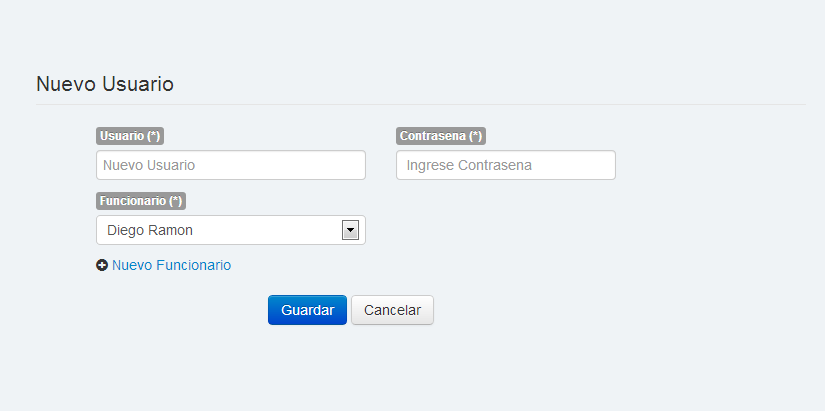 Nuevo Usuario
Usuario (*) Contrasena (*)
Nuevo Usuario Ingrese Contrasena
Funcionario (*)
Diego Ramon
Nuevo Funcionario
Guardar Cancelar